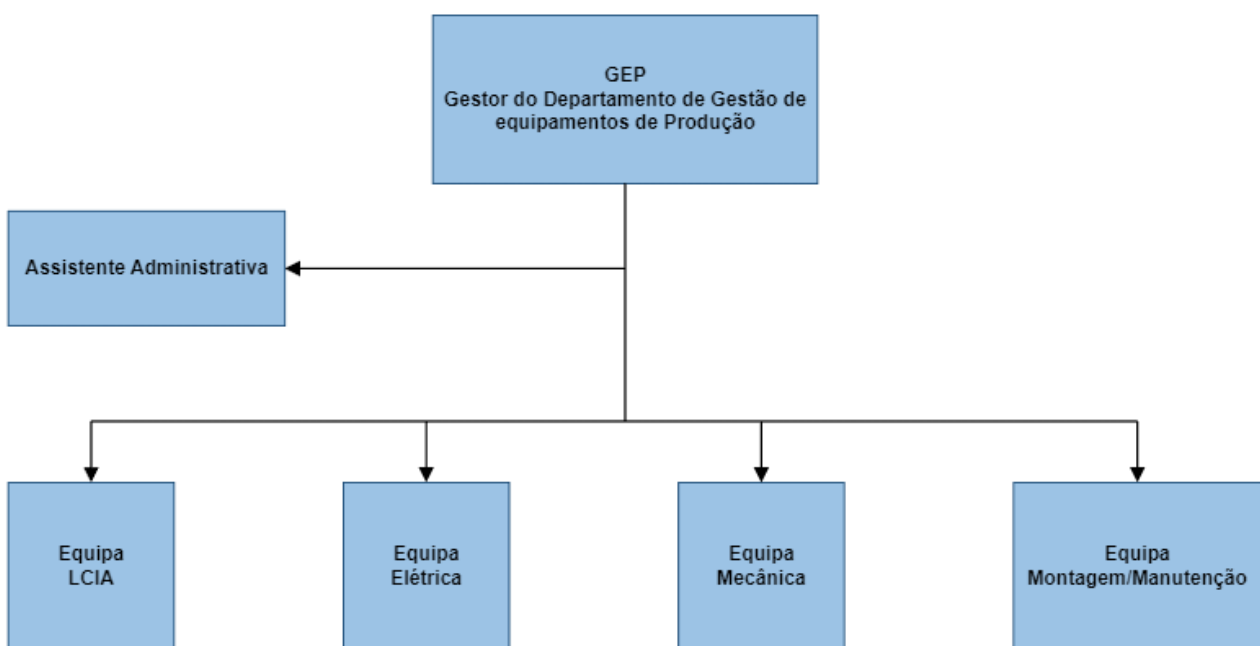 GEP
Gestor do Departamento de Gestão de
equipamentos de Produção
Assistente Administrativa
Equipa
LCIA
Equipa
Elétrica
Equipa
Mecânica
Equipa
Montagem/Manutenção